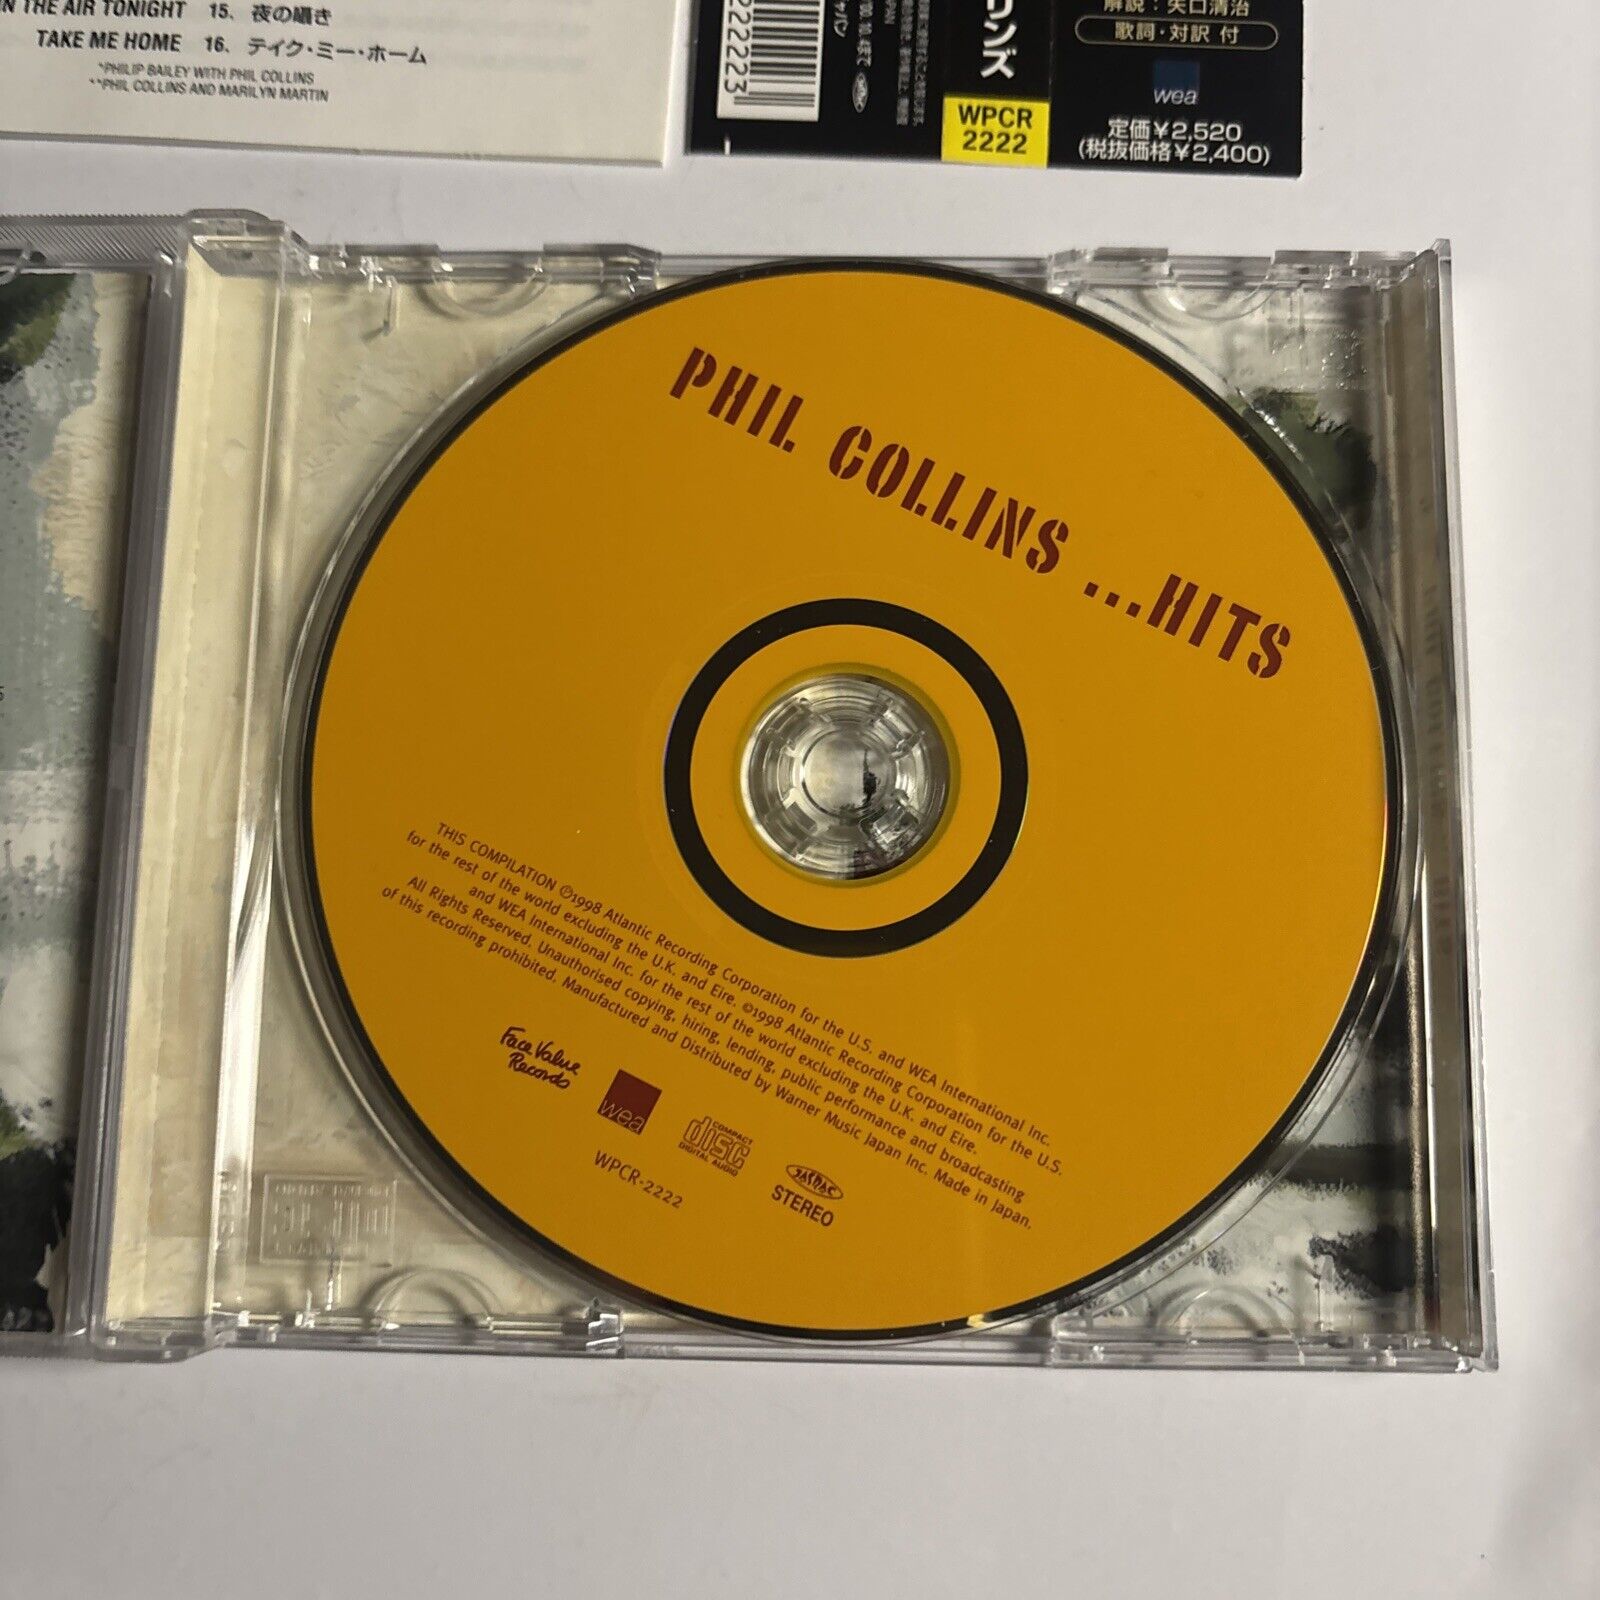 IN THE AIR TONIGHT 15. 夜の囁き
TAKE ME HOME 16. テイク・ミー・ホーム
*PHILIP BAILEY WITH PHIL COLLINS
**PHIL COLLINS AND MARILYN MARTIN
222223
リンズ
WPCR
2222
解説：矢口清治
歌詞・対訳 付
wea
定価￥2,520
(税抜価格￥2,400)
PHIL COLLINS ...HITS
THIS COMPILATION ℗1998 Atlantic Recording Corporation for the U.S. and WEA International Inc.
for the rest of the world excluding the U.K. and Eire. ©1998 Atlantic Recording Corporation for the U.S.
and WEA International Inc. for the rest of the world excluding the U.K. and Eire.
All Rights Reserved. Unauthorised copying, hiring, lending, public performance and broadcasting
of this recording prohibited. Manufactured and Distributed by Warner Music Japan Inc. Made in Japan.
Face Value
Records
wea
COMPACT
disc
DIGITAL AUDIO
JASRAC
STEREO
WPCR-2222